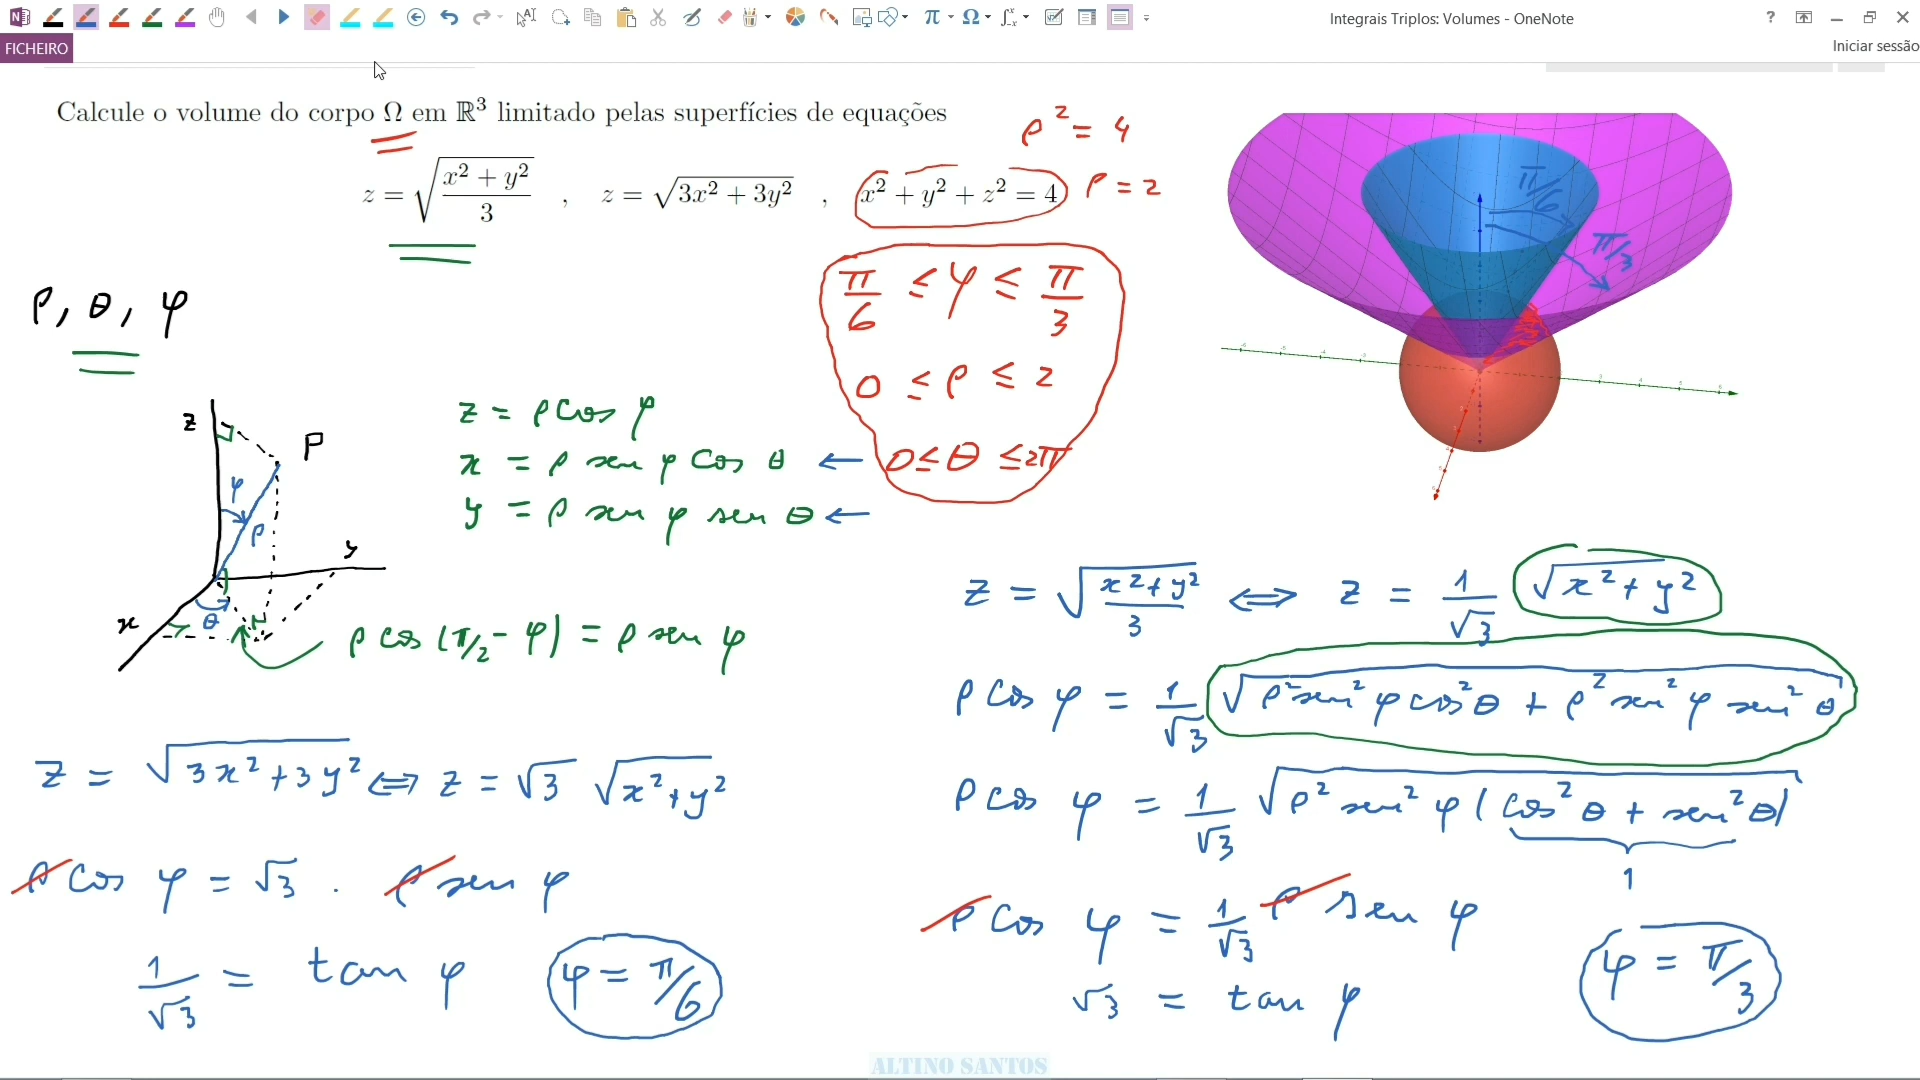 Integrais Triplos: Volumes - OneNote
FICHEIRO
Iniciar sessão
Calcule o volume do corpo Ω em ℝ³ limitado pelas superfícies de equações
z = √((x² + y²)/3) , z = √(3x² + 3y²) , x² + y² + z² = 4
ρ² = 4
ρ = 2
π/6 ≤ φ ≤ π/3
0 ≤ ρ ≤ 2
0 ≤ θ ≤ 2π
π/6
π/3
ρ, θ, φ
z
P
φ
ρ
y
x
θ
z = ρ cos φ
x = ρ sen φ cos θ ←
y = ρ sen φ sen θ ←
ρ cos (π/2 - φ) = ρ sen φ
z = √(3x² + 3y²) ⟺ z = √3 √(x² + y²)
ρ cos φ = √3 . ρ sen φ
1/√3 = tan φ
φ = π/6
z = √((x² + y²)/3) ⟺ z = 1/√3 √(x² + y²)
ρ cos φ = 1/√3 √(ρ² sen² φ cos² θ + ρ² sen² φ sen² θ)
ρ cos φ = 1/√3 √(ρ² sen² φ (cos² θ + sen² θ))
1
ρ cos φ = 1/√3 ρ sen φ
√3 = tan φ
φ = π/3
ALTINO SANTOS